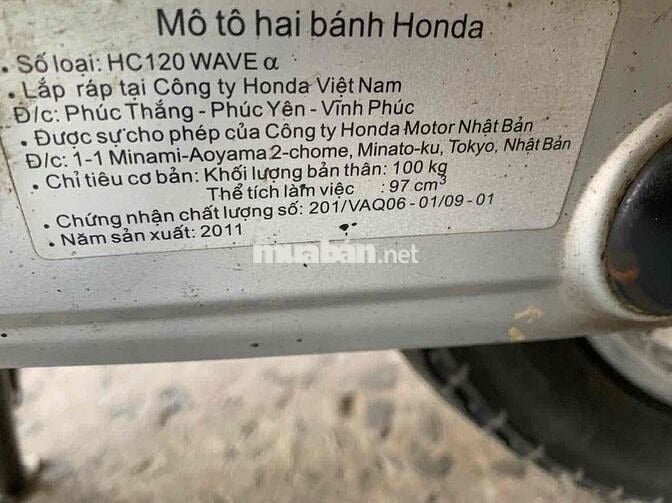 Mô tô hai bánh Honda
. Số loại: HC120 WAVE α
. Lắp ráp tại Công ty Honda Việt Nam
Đ/c: Phúc Thắng - Phúc Yên - Vĩnh Phúc
. Được sự cho phép của Công ty Honda Motor Nhật Bản
Đ/c: 1-1 Minami-Aoyama 2-chome, Minato-ku, Tokyo, Nhật Bản
. Chỉ tiêu cơ bản: Khối lượng bản thân: 100 kg
Thể tích làm việc : 97 cm³
. Chứng nhận chất lượng số: 201/VAQ06 - 01/09 - 01
. Năm sản xuất: 2011
muaban.net